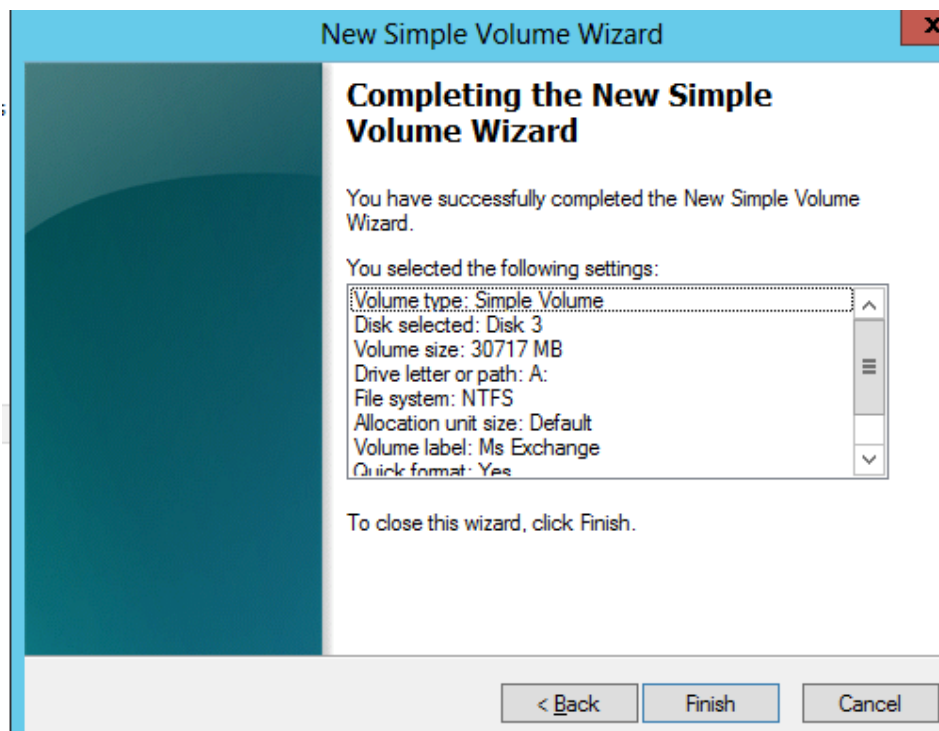 New Simple Volume Wizard
x
s
Completing the New Simple
Volume Wizard
You have successfully completed the New Simple Volume
Wizard.
You selected the following settings:
Volume type: Simple Volume
Disk selected: Disk 3
Volume size: 30717 MB
Drive letter or path: A:
File system: NTFS
Allocation unit size: Default
Volume label: Ms Exchange
Quick format: Yes
To close this wizard, click Finish.
< Back
Finish
Cancel